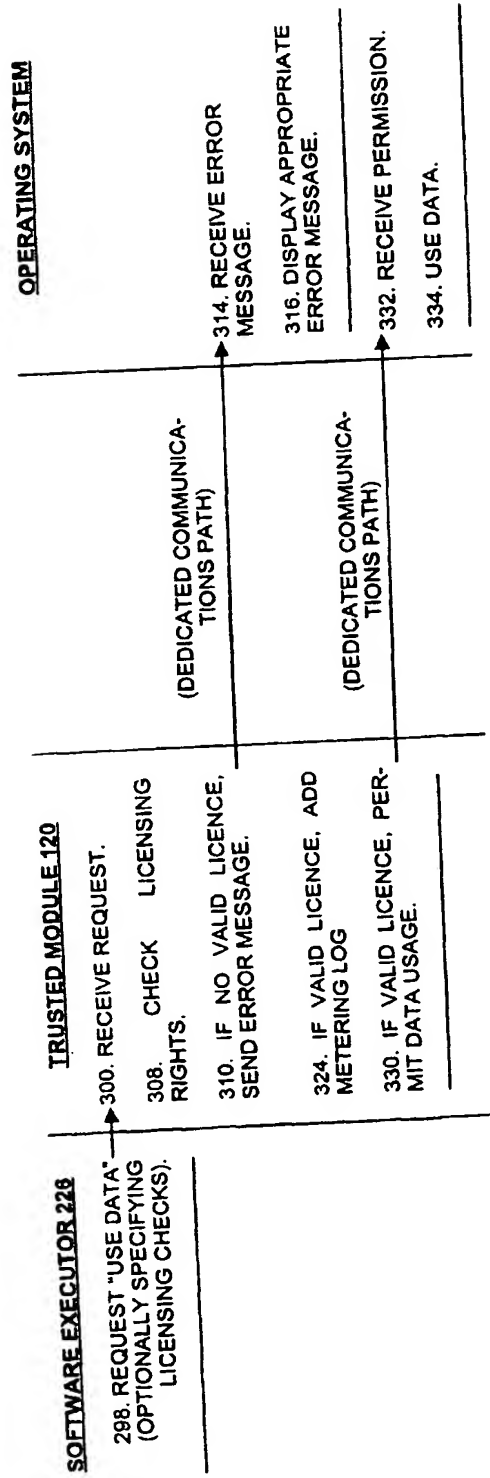 SOFTWARE EXECUTOR 226
298. REQUEST "USE DATA"
(OPTIONALLY SPECIFYING
LICENSING CHECKS).
TRUSTED MODULE 120
300. RECEIVE REQUEST.
308. CHECK LICENSING
RIGHTS.
310. IF NO VALID LICENCE,
SEND ERROR MESSAGE.
324. IF VALID LICENCE, ADD
METERING LOG
330. IF VALID LICENCE, PER-
MIT DATA USAGE.
(DEDICATED COMMUNICA-
TIONS PATH)
(DEDICATED COMMUNICA-
TIONS PATH)
OPERATING SYSTEM
314. RECEIVE ERROR
MESSAGE.
316. DISPLAY APPROPRIATE
ERROR MESSAGE.
332. RECEIVE PERMISSION.
334. USE DATA.